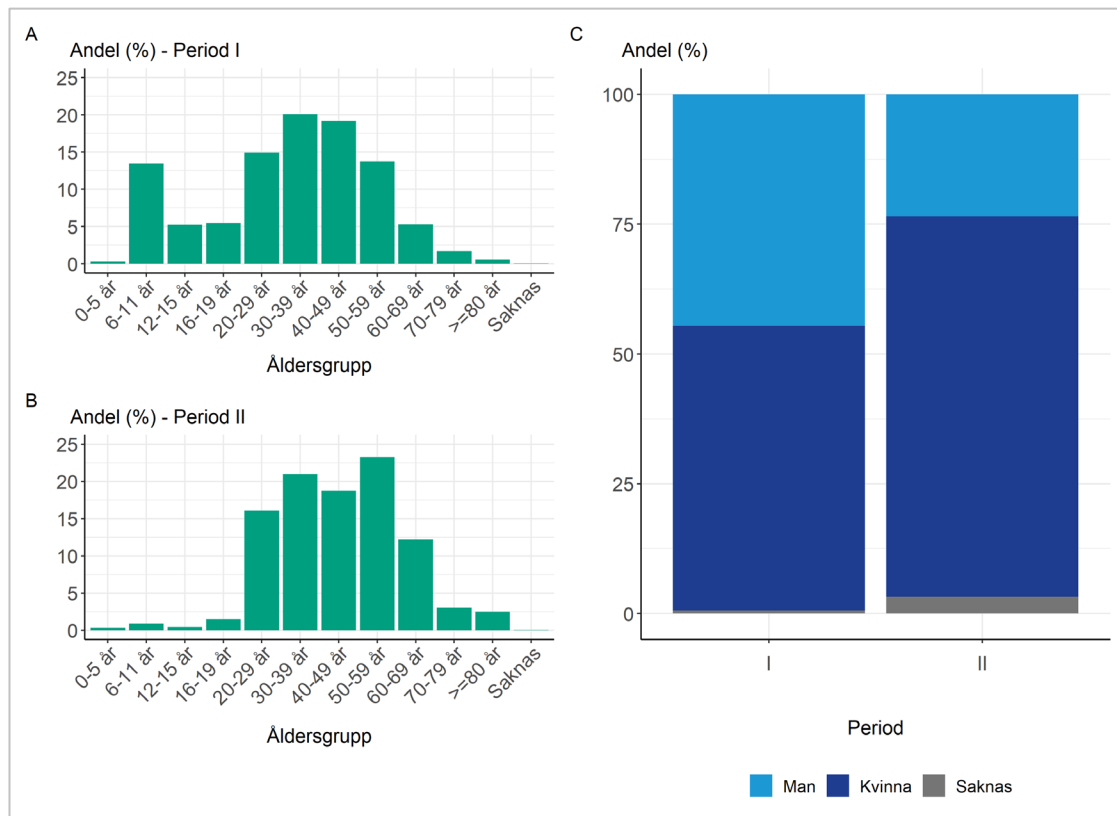 A
Andel (%) - Period I
25
20
15
10
5
0
0-5 år
6-11 år
12-15 år
16-19 år
20-29 år
30-39 år
40-49 år
50-59 år
60-69 år
70-79 år
>=80 år
Saknas
Åldersgrupp
B
Andel (%) - Period II
25
20
15
10
5
0
0-5 år
6-11 år
12-15 år
16-19 år
20-29 år
30-39 år
40-49 år
50-59 år
60-69 år
70-79 år
>=80 år
Saknas
Åldersgrupp
C
Andel (%)
100
75
50
25
0
I
II
Period
Man
Kvinna
Saknas